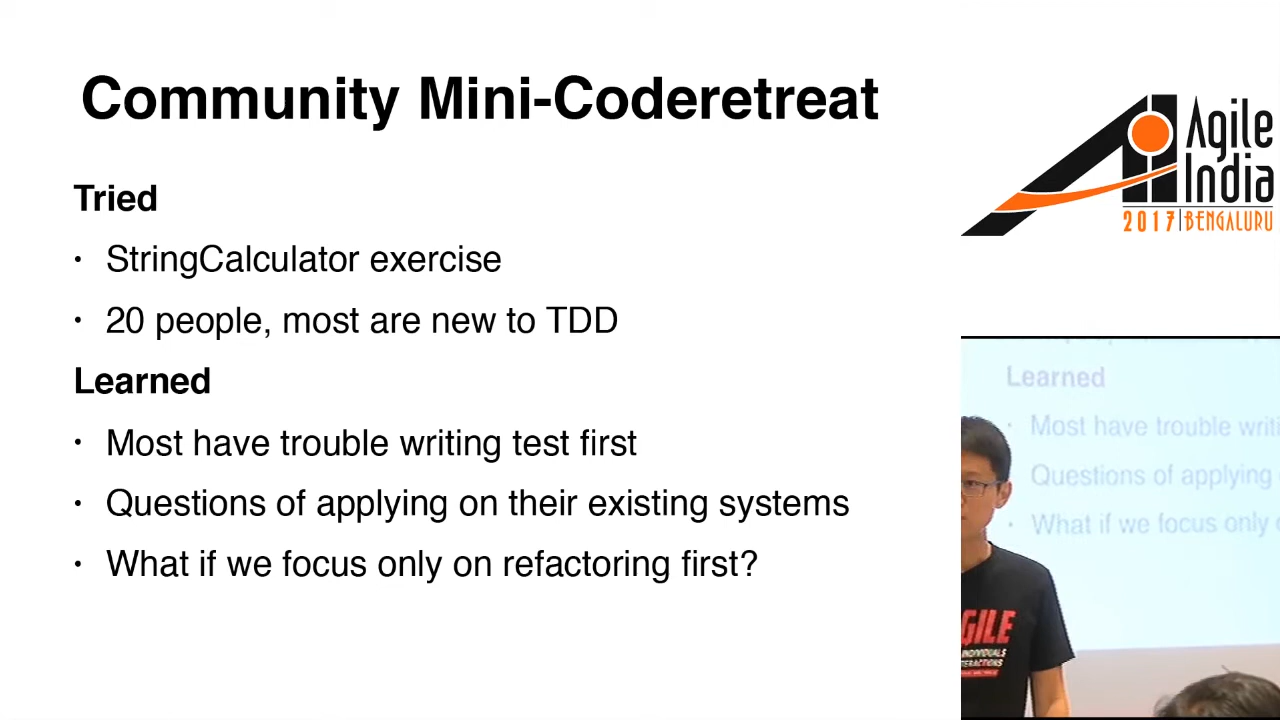 Community Mini-Coderetreat
Tried
• StringCalculator exercise
• 20 people, most are new to TDD
Learned
• Most have trouble writing test first
• Questions of applying on their existing systems
• What if we focus only on refactoring first?
Agile
India
2017 | BENGALURU
Learned
• Most have trouble writi
Questions of applying
• What if we focus only
GILE
INDIVIDUALS
TERACTIONS